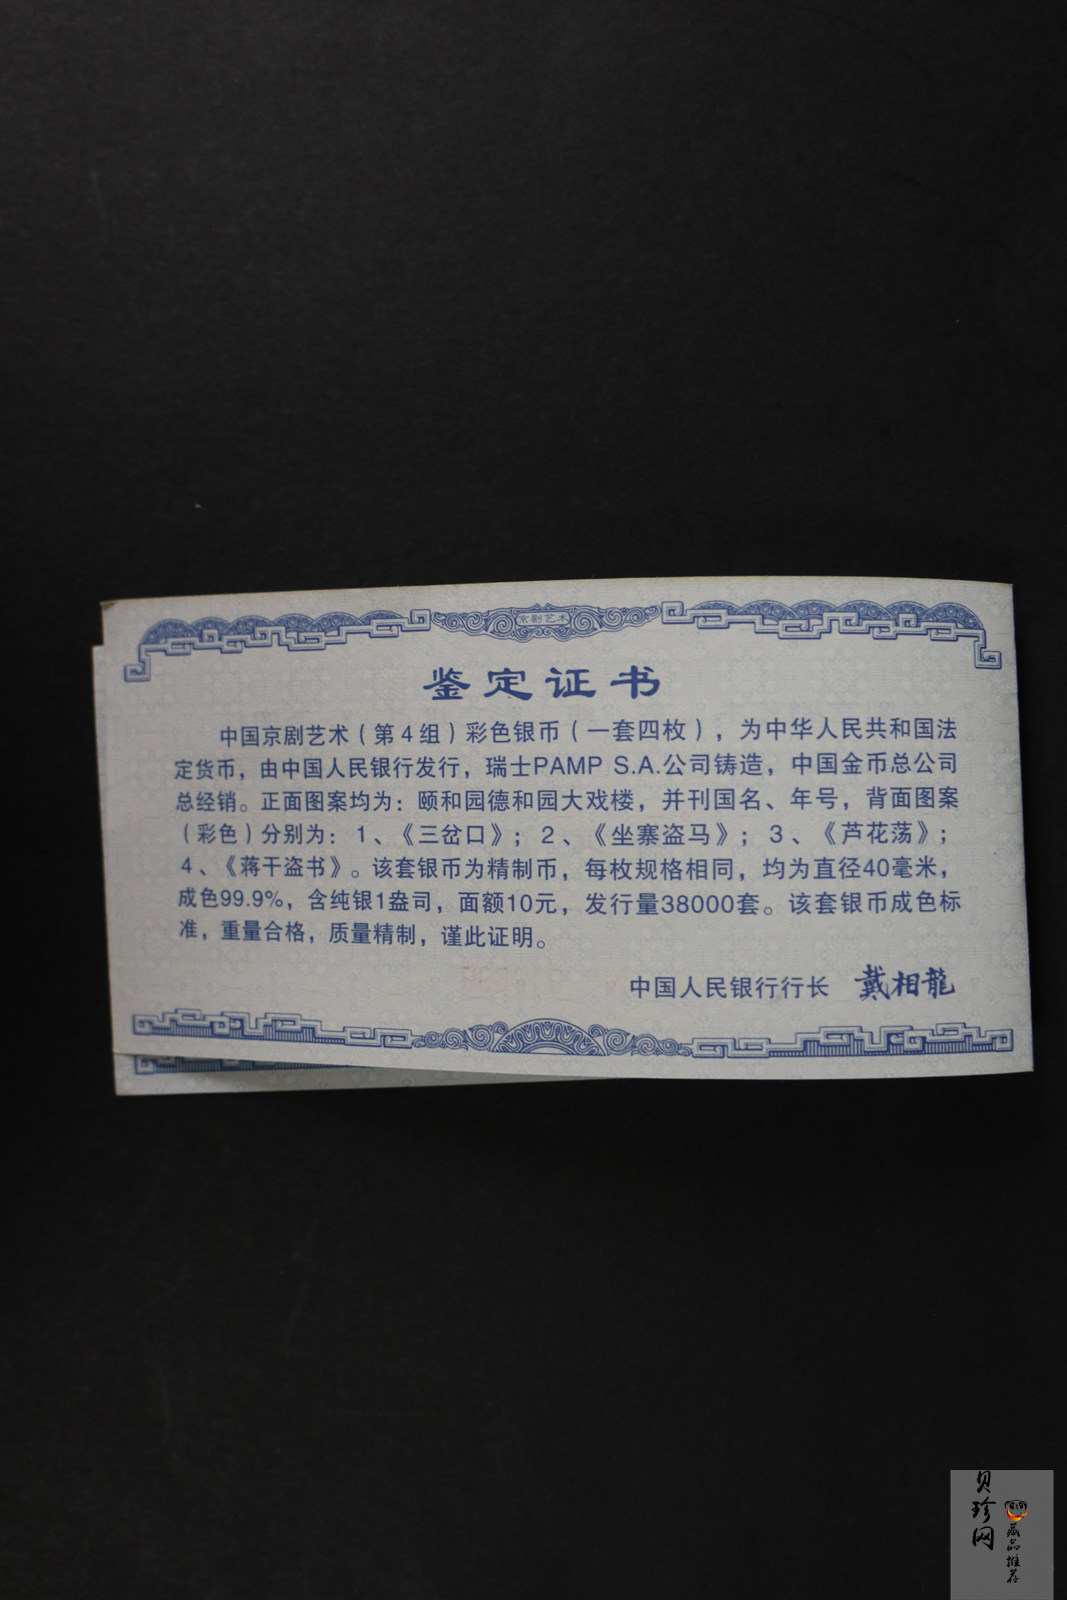 京剧艺术
鉴定证书
中国京剧艺术（第4组）彩色银币（一套四枚），为中华人民共和国法
定货币，由中国人民银行发行，瑞士PAMP S.A.公司铸造，中国金币总公司
总经销。正面图案均为：颐和园德和园大戏楼，并刊国名、年号，背面图案
（彩色）分别为：1、《三岔口》；2、《坐寨盗马》；3、《芦花荡》；
4、《蒋干盗书》。该套银币为精制币，每枚规格相同，均为直径40毫米，
成色99.9%，含纯银1盎司，面额10元，发行量38000套。该套银币成色标
准，重量合格，质量精制，谨此证明。
中国人民银行行长 戴相龍
贝珍网
藏品推荐